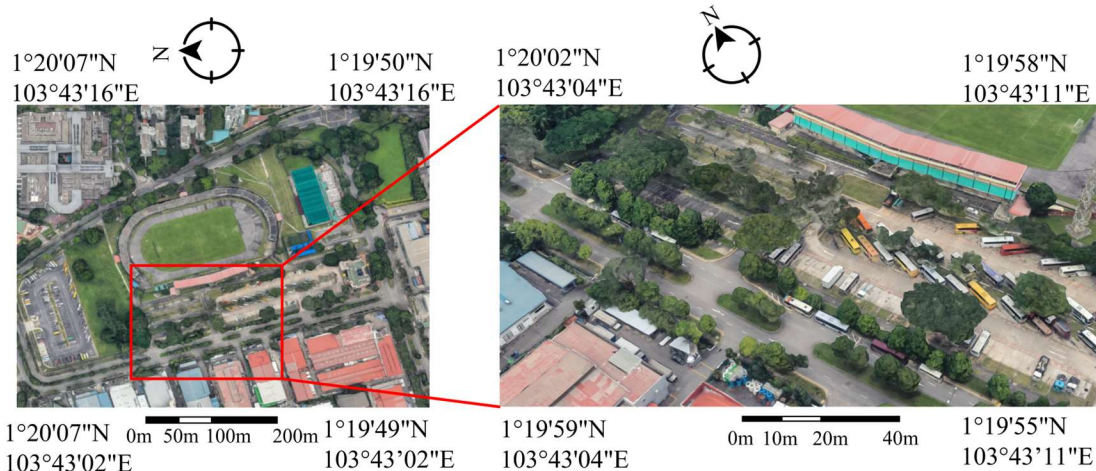 N
1°20'07"N
103°43'16"E
1°19'50"N
103°43'16"E
N
1°20'02"N
103°43'04"E
1°19'58"N
103°43'11"E
1°20'07"N
103°43'02"E
0m 50m 100m 200m
1°19'49"N
103°43’02"E
1°19'59"N
103°43'04"E
0m 10m 20m 40m
1°19'55"N
103°43’11"E